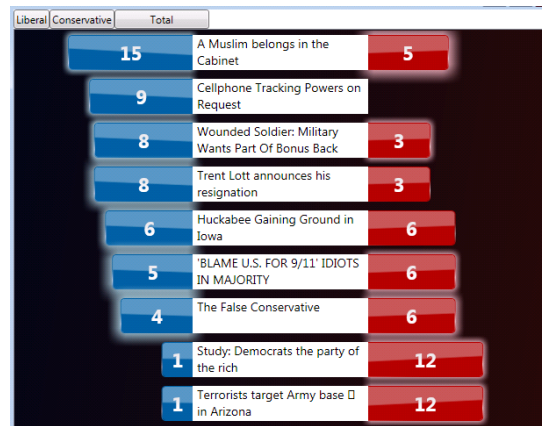 Liberal Conservative Total
15 A Muslim belongs in the 5
Cabinet
9 Cellphone Tracking Powers on
Request
8 Wounded Soldier: Military 3
Wants Part Of Bonus Back
8 Trent Lott announces his 3
resignation
6 Huckabee Gaining Ground in 6
Iowa
5 'BLAME U.S. FOR 9/11' IDIOTS 6
IN MAJORITY
4 The False Conservative 6
1 Study: Democrats the party of 12
the rich
1 Terrorists target Army base 12
in Arizona